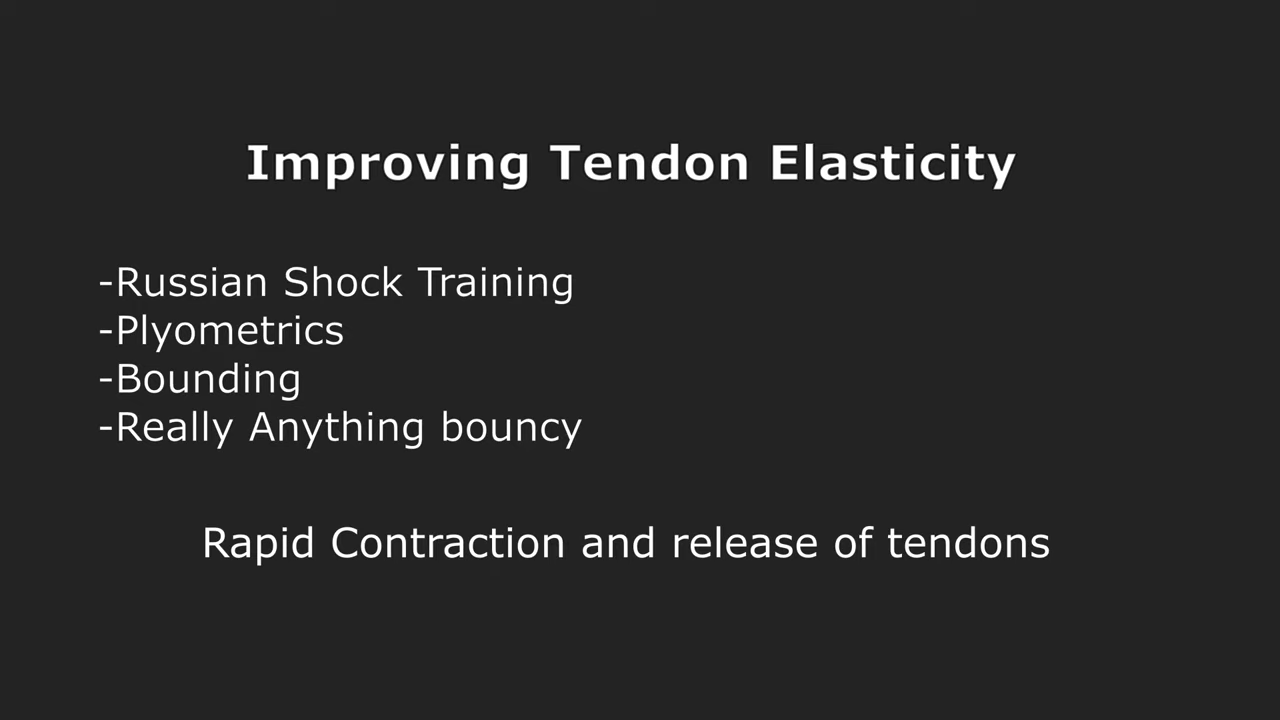 Improving Tendon Elasticity
-Russian Shock Training
-Plyometrics
-Bounding
-Really Anything bouncy
Rapid Contraction and release of tendons